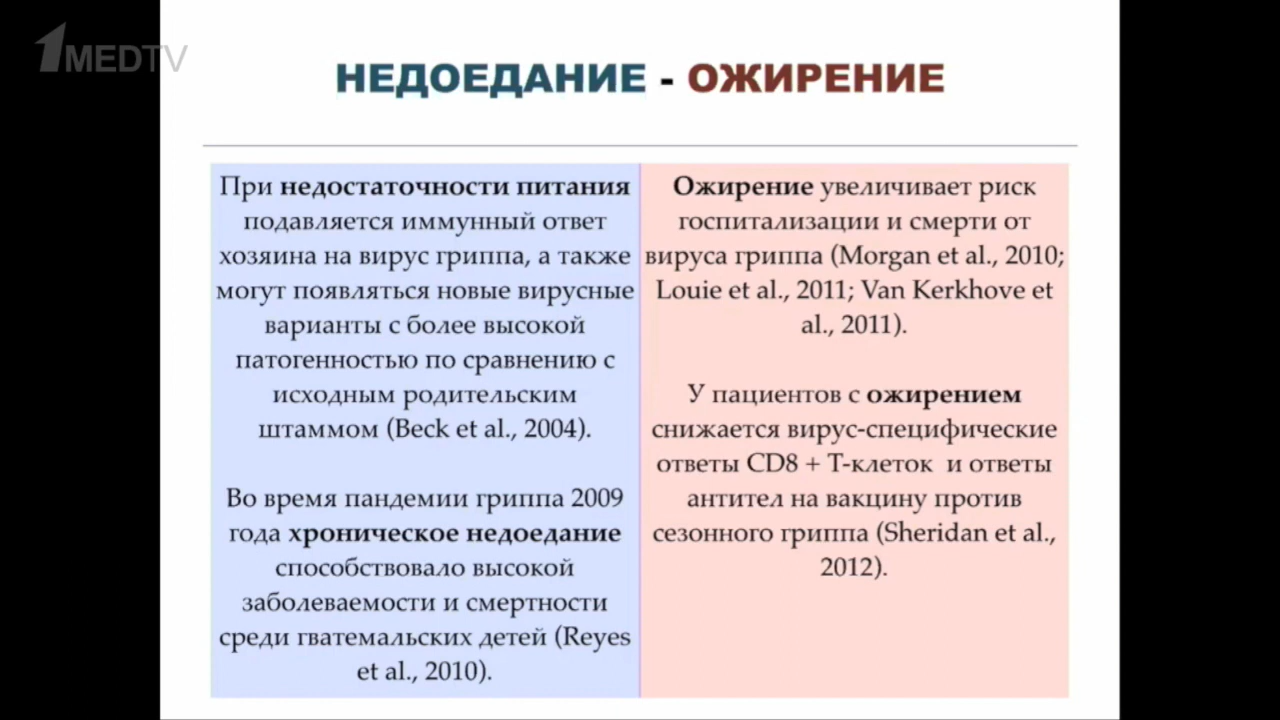 1MEDTV
НЕДОЕДАНИЕ - ОЖИРЕНИЕ
При недостаточности питания
подавляется иммунный ответ
хозяина на вирус гриппа, а также
могут появляться новые вирусные
варианты с более высокой
патогенностью по сравнению с
исходным родительским
штаммом (Beck et al., 2004).
Во время пандемии гриппа 2009
года хроническое недоедание
способствовало высокой
заболеваемости и смертности
среди гватемальских детей (Reyes
et al., 2010).
Ожирение увеличивает риск
госпитализации и смерти от
вируса гриппа (Morgan et al., 2010;
Louie et al., 2011; Van Kerkhove et
al., 2011).
У пациентов с ожирением
снижается вирус-специфические
ответы CD8 + Т-клеток и ответы
антител на вакцину против
сезонного гриппа (Sheridan et al.,
2012).